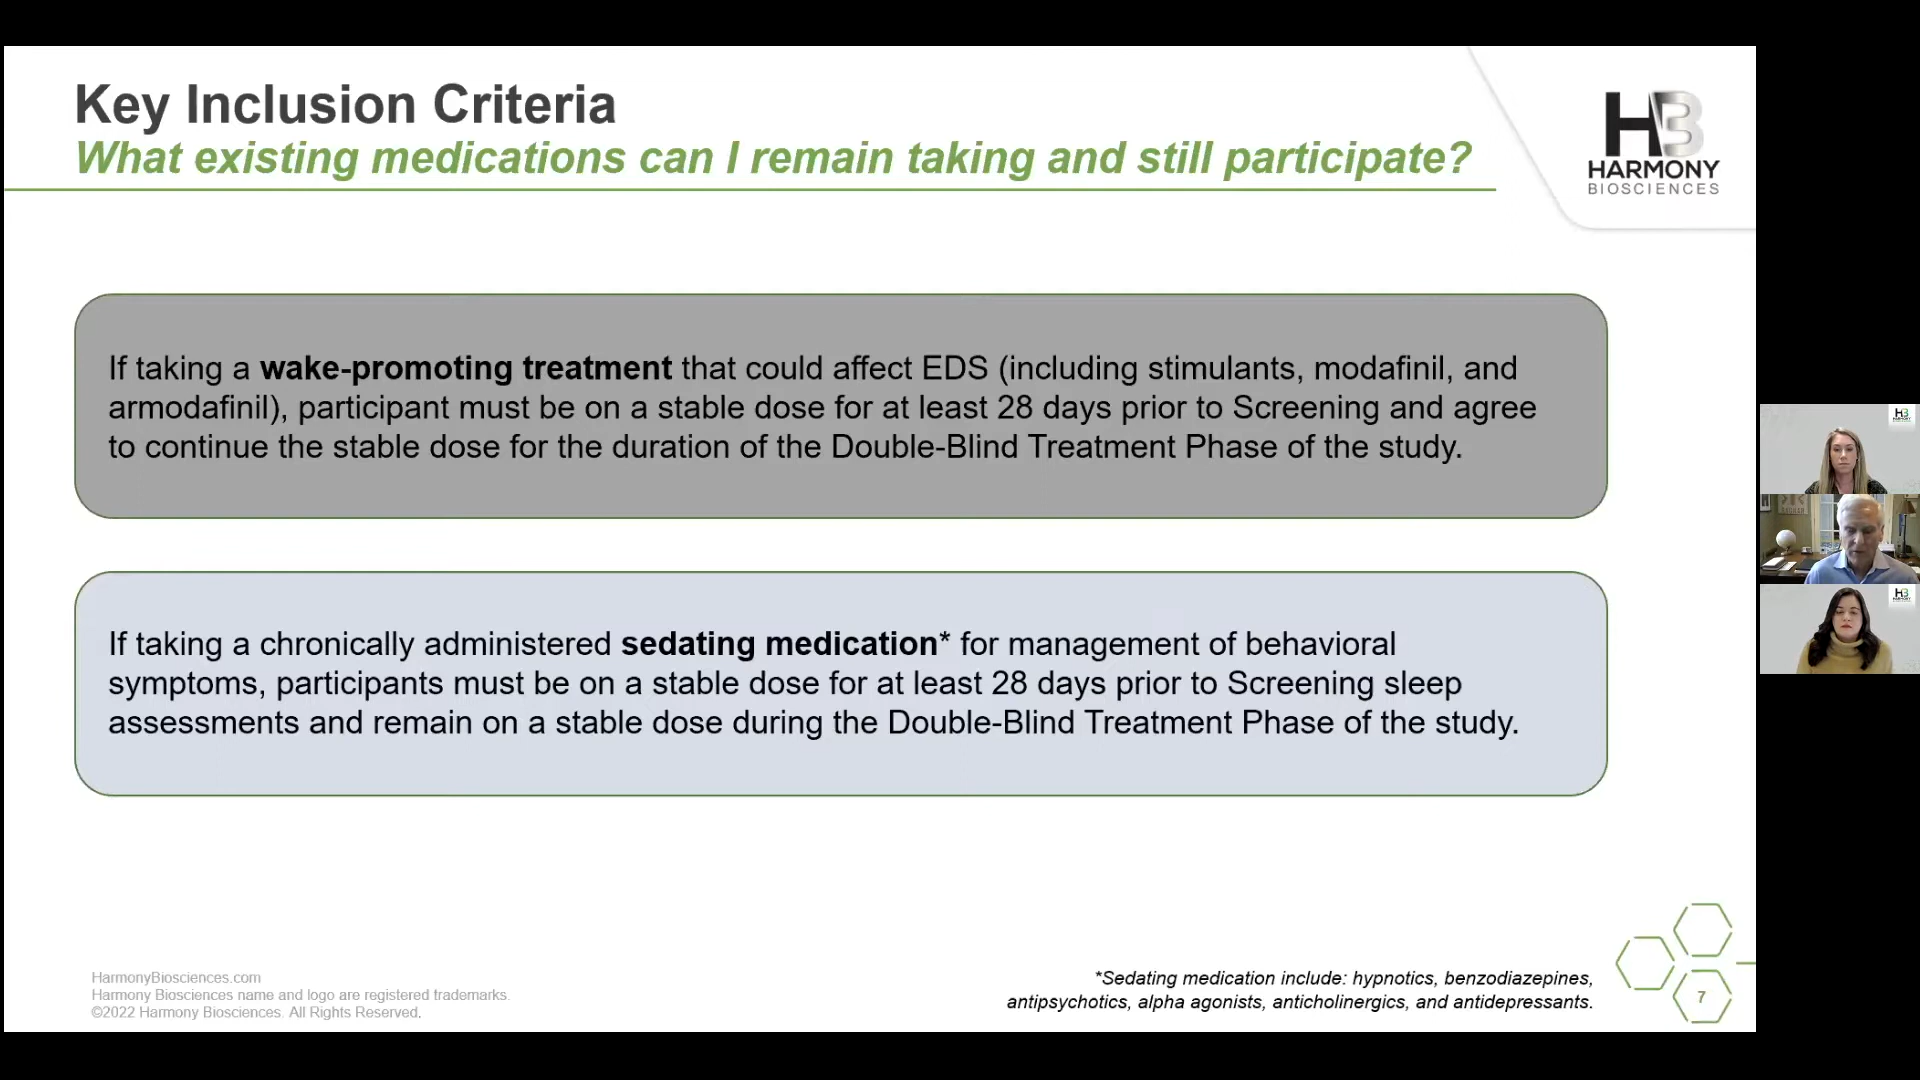 Key Inclusion Criteria
What existing medications can I remain taking and still participate?
HB
HARMONY
BIOSCIENCES
If taking a wake-promoting treatment that could affect EDS (including stimulants, modafinil, and
armodafinil), participant must be on a stable dose for at least 28 days prior to Screening and agree
to continue the stable dose for the duration of the Double-Blind Treatment Phase of the study.
If taking a chronically administered sedating medication* for management of behavioral
symptoms, participants must be on a stable dose for at least 28 days prior to Screening sleep
assessments and remain on a stable dose during the Double-Blind Treatment Phase of the study.
HarmonyBiosciences.com
Harmony Biosciences name and logo are registered trademarks.
©2022 Harmony Biosciences. All Rights Reserved.
*Sedating medication include: hypnotics, benzodiazepines,
antipsychotics, alpha agonists, anticholinergics, and antidepressants.
7
HB
HARMONY
HB
HARMONY